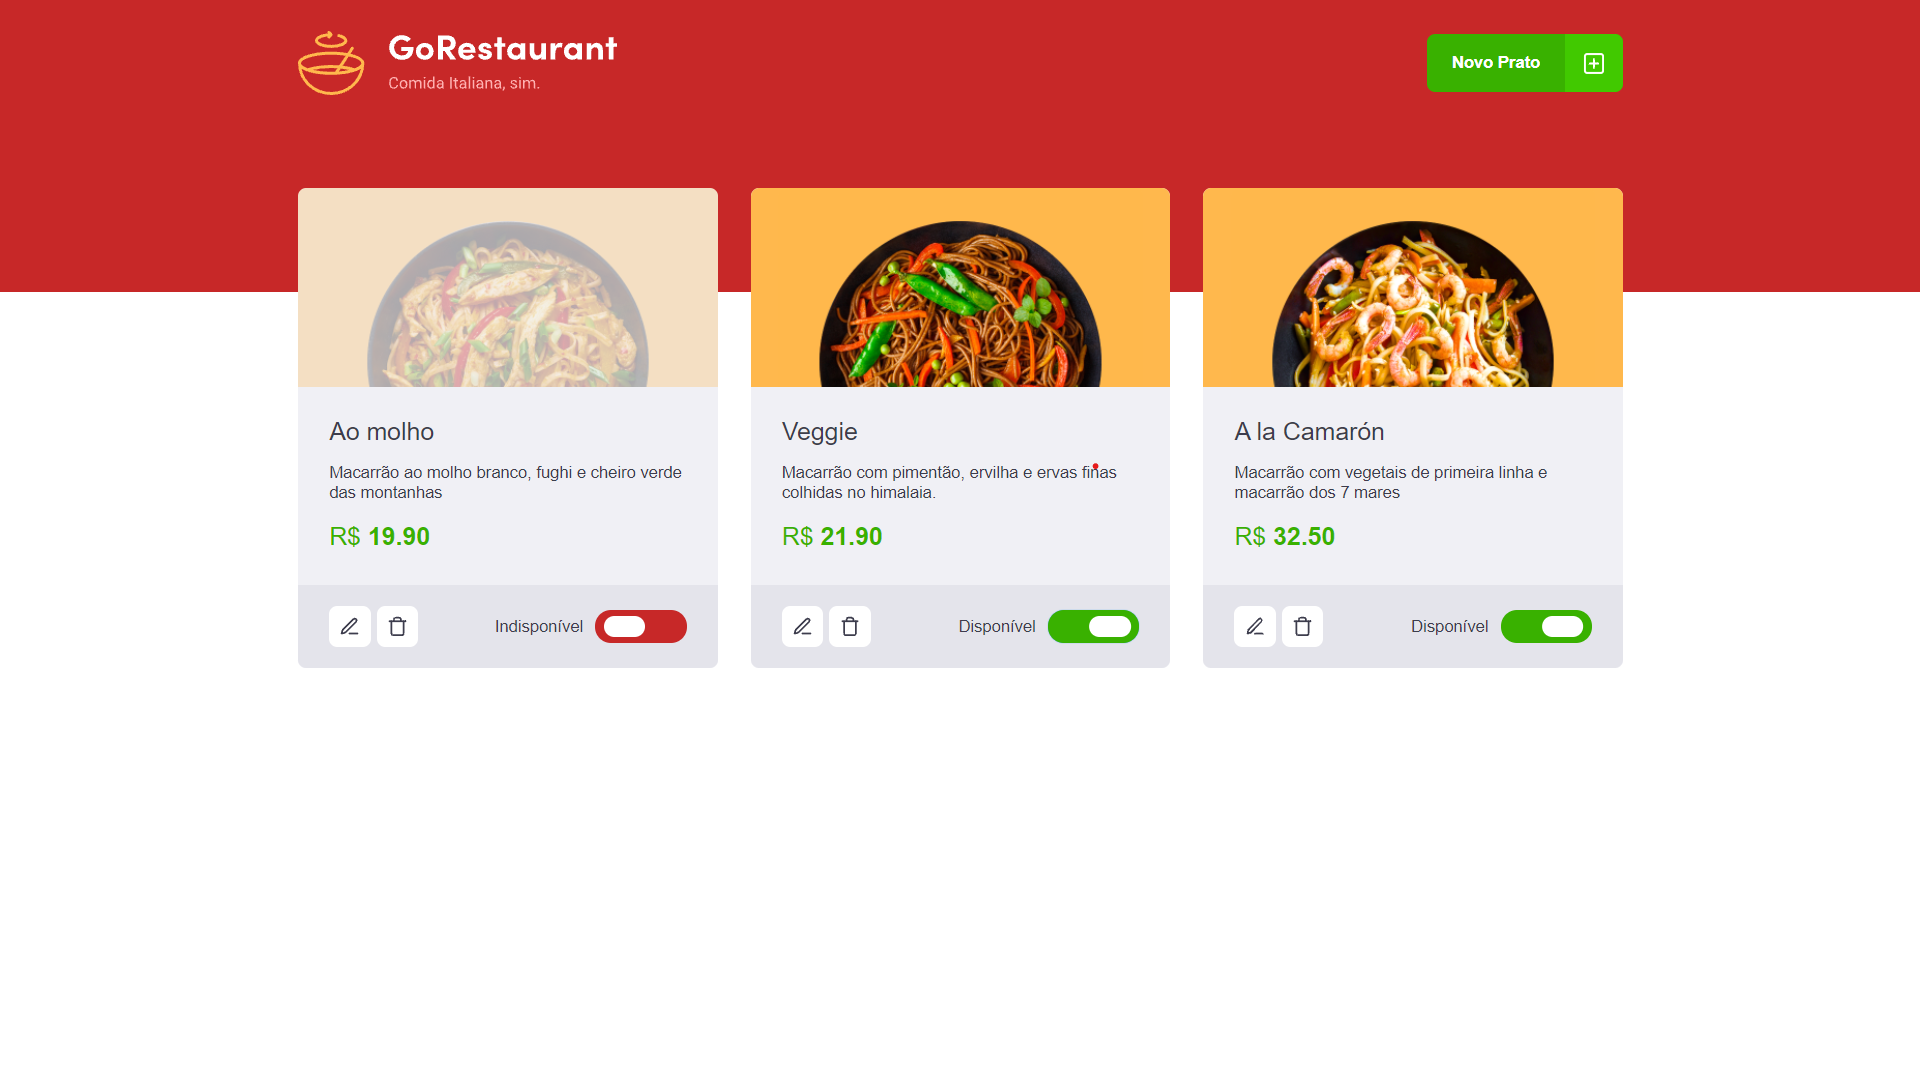 GoRestaurant
Comida Italiana, sim.
Novo Prato
Ao molho
Macarrão ao molho branco, fughi e cheiro verde
das montanhas
R$ 19.90
Indisponível
Veggie
Macarrão com pimentão, ervilha e ervas finas
colhidas no himalaia.
R$ 21.90
Disponível
A la Camarón
Macarrão com vegetais de primeira linha e
macarrão dos 7 mares
R$ 32.50
Disponível